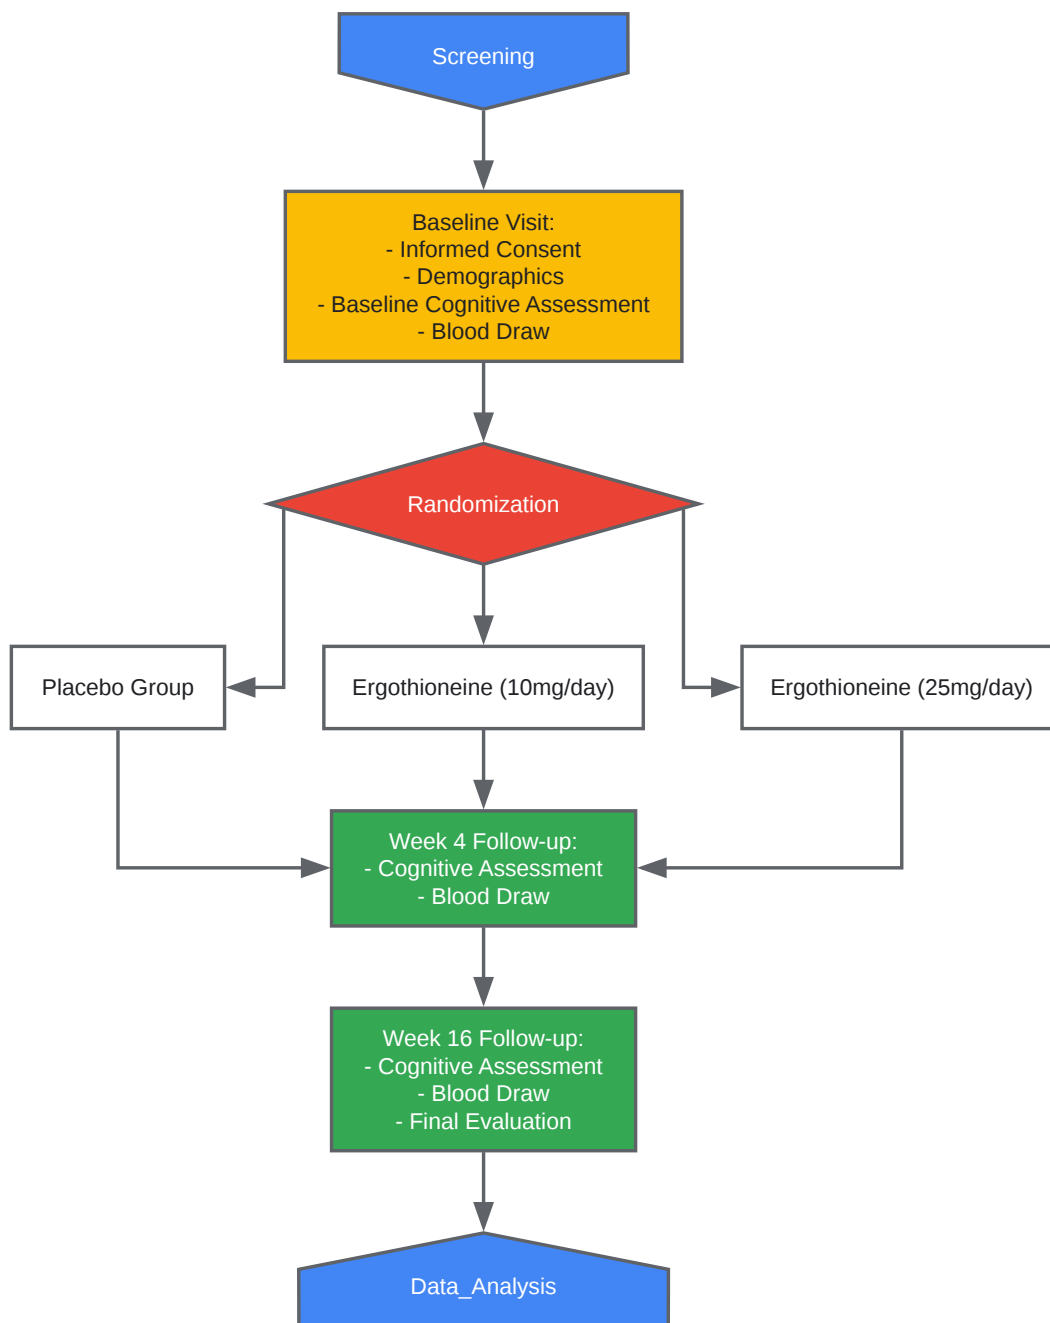 Screening
Baseline Visit:
- Informed Consent
- Demographics
- Baseline Cognitive Assessment
- Blood Draw
Randomization
Placebo Group
Ergothioneine (10mg/day)
Ergothioneine (25mg/day)
Week 4 Follow-up:
- Cognitive Assessment
- Blood Draw
Week 16 Follow-up:
- Cognitive Assessment
- Blood Draw
- Final Evaluation
Data_Analysis